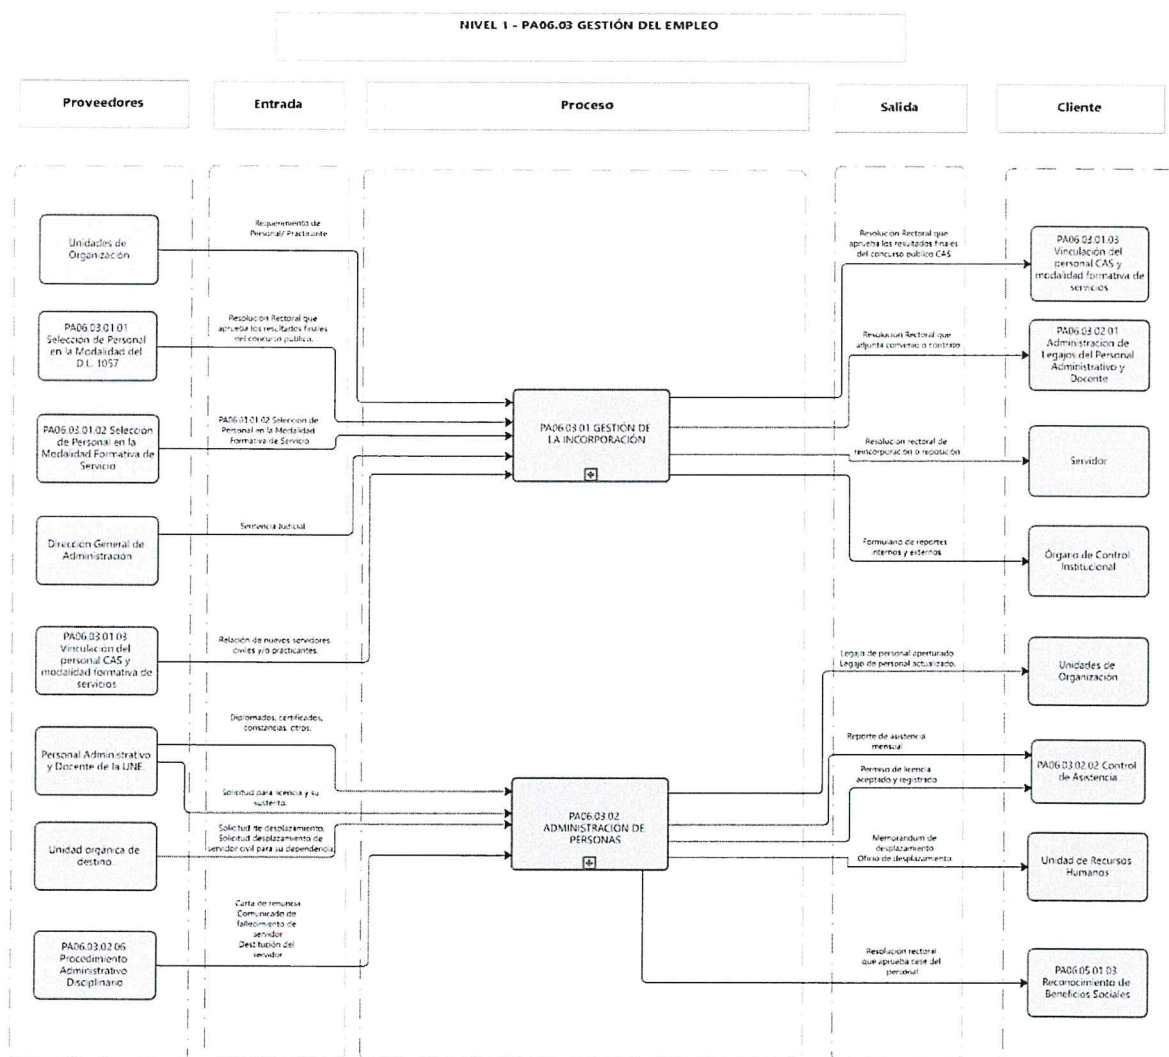 NIVEL 1 - PA06.03 GESTIÓN DEL EMPLEO
Proveedores
Entrada
Proceso
Salida
Cliente
Unidades de
Organización
PA06.03.01.01
Selección de Personal
en la Modalidad del
D.L. 1057
PA06.03.01.02 Selección
de Personal en la
Modalidad Formativa de
Servicio
Dirección General de
Administración
PA06.03.01.03
Vinculación del
personal CAS y
modalidad formativa de
servicios
Personal Administrativo
y Docente de la UNE.
Unidad orgánica de
destino.
PA06.03.02.06
Procedimiento
Administrativo
Disciplinario
Requerimiento de
Personal/ Practicante
Resolución Rectoral que
aprueba los resultados finales
del concurso publico.
PA06.03.01.02 Selección de
Personal en la Modalidad
Formativa de Servicio
Sentencia Judicial
Relación de nuevos servidores
civiles y/o practicantes.
Diplomados, certificados,
constancias, otros.
Solicitud para licencia y su
sustento.
Solicitud de desplazamiento.
Solicitud desplazamiento de
servidor civil para su dependencia.
Carta de renuncia
Comunicado de
fallecimiento de
servidor
Destitución del
servidor
PA06.03.01 GESTIÓN DE
LA INCORPORACIÓN
PA06.03.02
ADMINISTRACIÓN DE
PERSONAS
Resolución Rectoral que
aprueba los resultados finales
del concurso publico CAS
Resolución Rectoral que
adjunta convenio o contrato
Resolución rectoral de
reincorporación o reposición
Formulario de reportes
internos y externos
Legajo de personal aperturado.
Legajo de personal actualizado.
Reporte de asistencia
mensual
Permiso de licencia
aceptado y registrado
Memorándum de
desplazamiento.
Oficio de desplazamiento.
Resolución rectoral
que aprueba cese del
personal
PA06.03.01.03
Vinculación del
personal CAS y
modalidad formativa de
servicios
PA06.03.02.01
Administración de
Legajos del Personal
Administrativo y
Docente
Servidor
Órgano de Control
Institucional
Unidades de
Organización
PA06.03.02.02 Control
de Asistencia
Unidad de Recursos
Humanos
PA06.05.01.03
Reconocimiento de
Beneficios Sociales